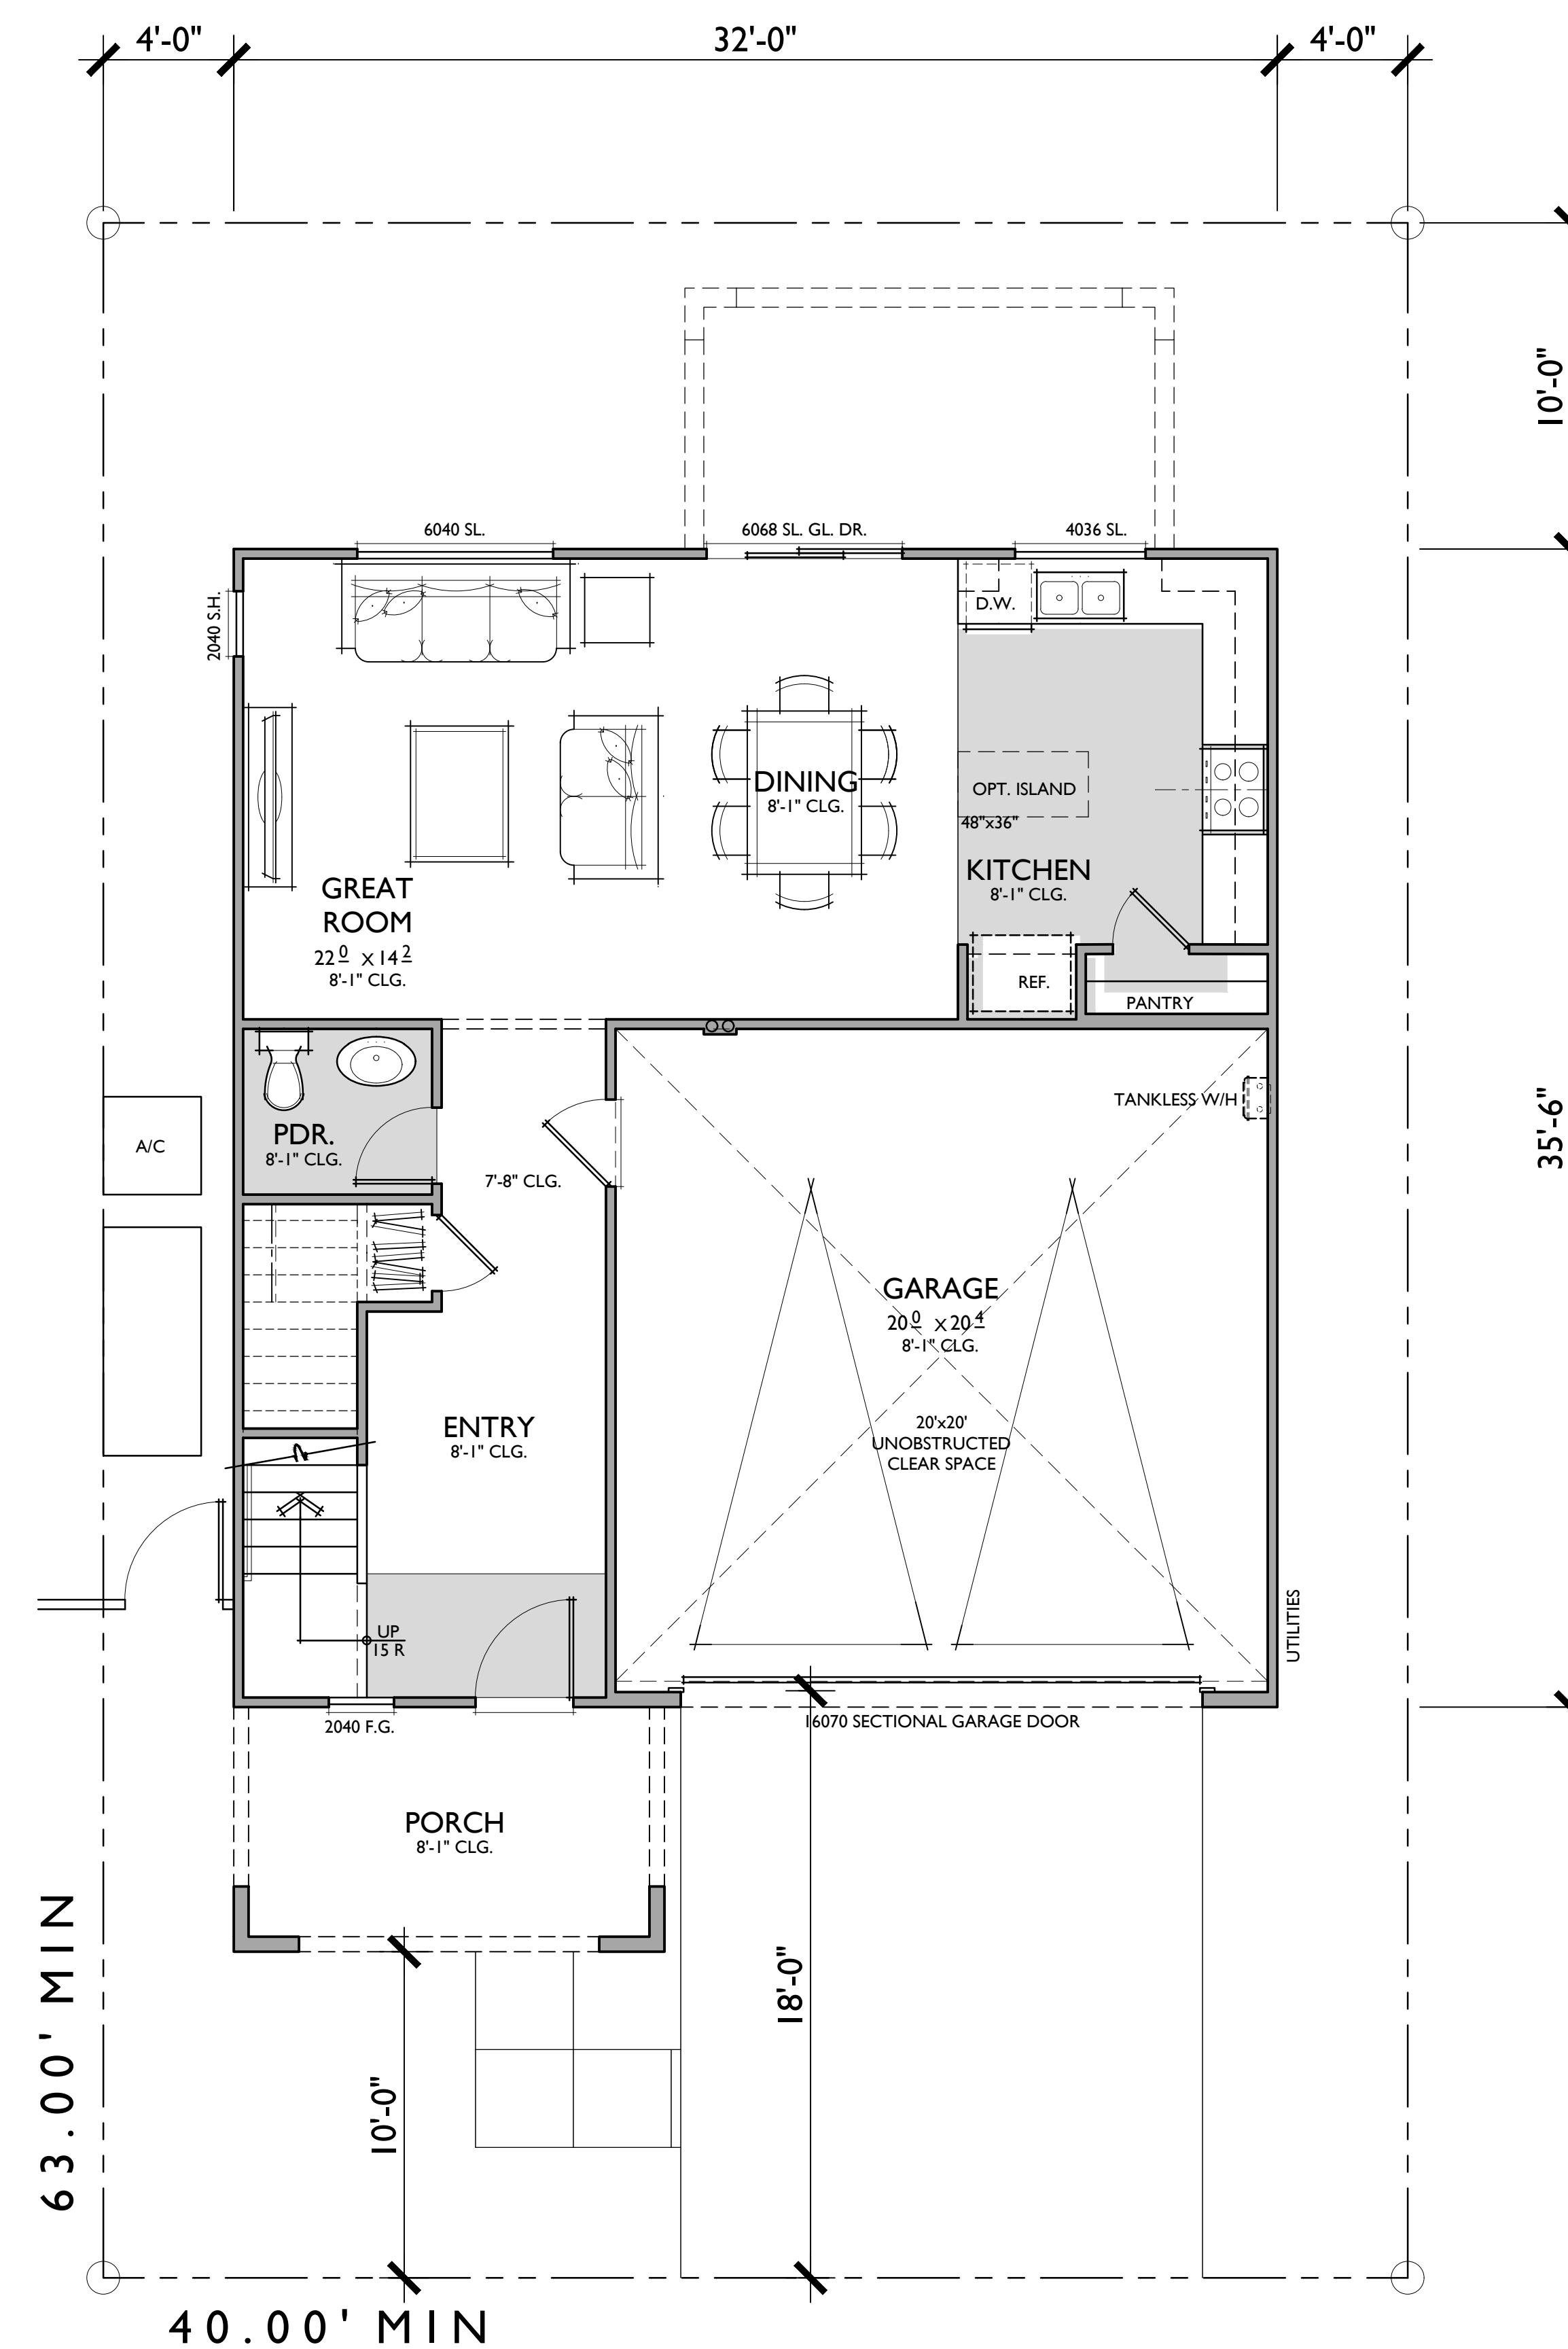 4'-0"
32'-0"
4'-0"
10'-0"
6040 SL.
6068 SL. GL. DR.
4036 SL.
2040 S.H.
D.W.
DINING
8'-1" CLG.
OPT. ISLAND
48"x36"
KITCHEN
8'-1" CLG.
GREAT
ROOM
22 0 x 14 2
8'-1" CLG.
REF.
PANTRY
TANKLESS W/H
35'-6"
A/C
PDR.
8'-1" CLG.
7'-8" CLG.
GARAGE
20 0 x 20 4
8'-1" CLG.
20'x20'
UNOBSTRUCTED
CLEAR SPACE
ENTRY
8'-1" CLG.
UP
15 R
UTILITIES
2040 F.G.
16070 SECTIONAL GARAGE DOOR
PORCH
8'-1" CLG.
18'-0"
10'-0"
63.00' MIN
40.00' MIN